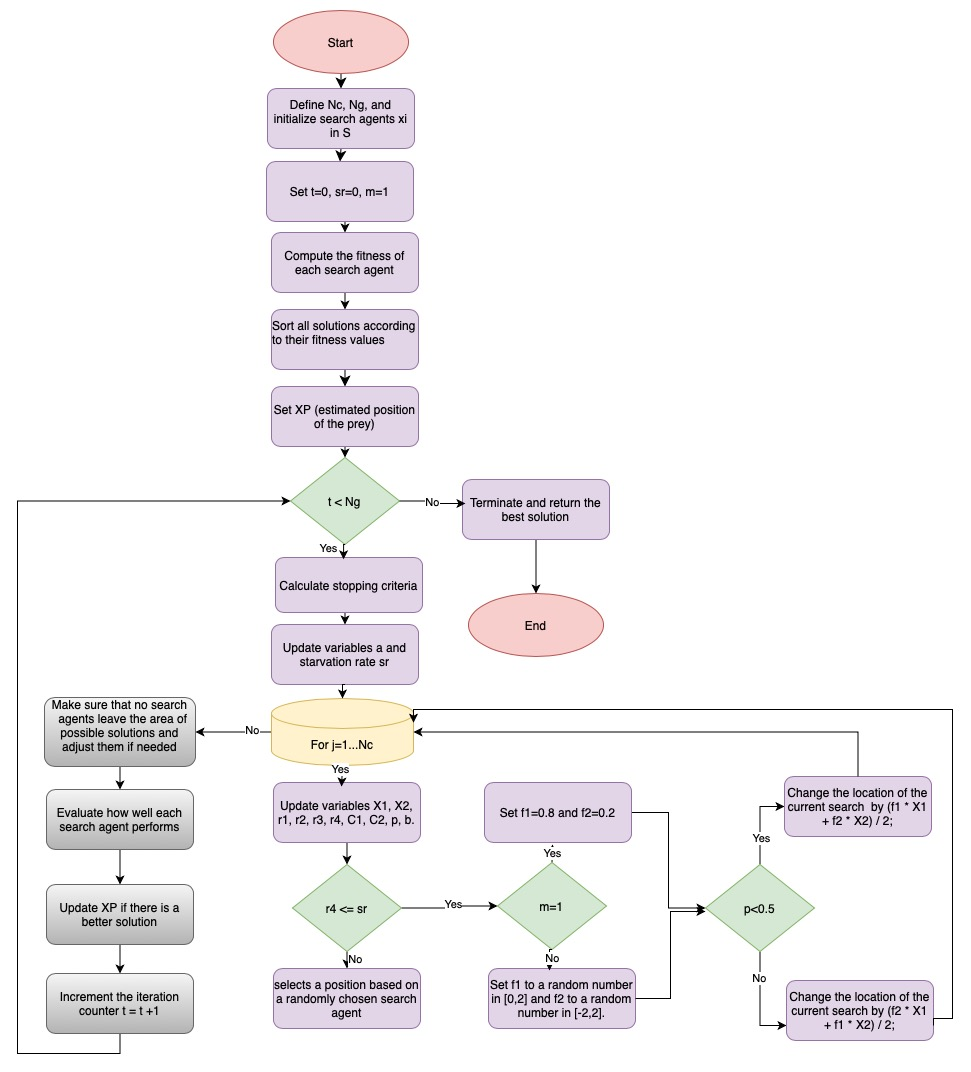 Start
Define Nc, Ng, and
initialize search agents xi
in S
Set t=0, sr=0, m=1
Compute the fitness of
each search agent
Sort all solutions according
to their fitness values
Set XP (estimated position
of the prey)
t < Ng
No
Terminate and return the
best solution
Yes
End
Calculate stopping criteria
Update variables a and
starvation rate sr
For j=1...Nc
No
Make sure that no search
agents leave the area of
possible solutions and
adjust them if needed
Evaluate how well each
search agent performs
Update XP if there is a
better solution
Increment the iteration
counter t = t +1
Yes
Update variables X1, X2,
r1, r2, r3, r4, C1, C2, p, b.
r4 <= sr
No
selects a position based on
a randomly chosen search
agent
Yes
m=1
Yes
Set f1=0.8 and f2=0.2
No
Set f1 to a random number
in [0,2] and f2 to a random
number in [-2,2].
p<0.5
Yes
Change the location of the
current search  by (f1 * X1
+ f2 * X2) / 2;
No
Change the location of the
current search by (f2 * X1
+ f1 * X2) / 2;